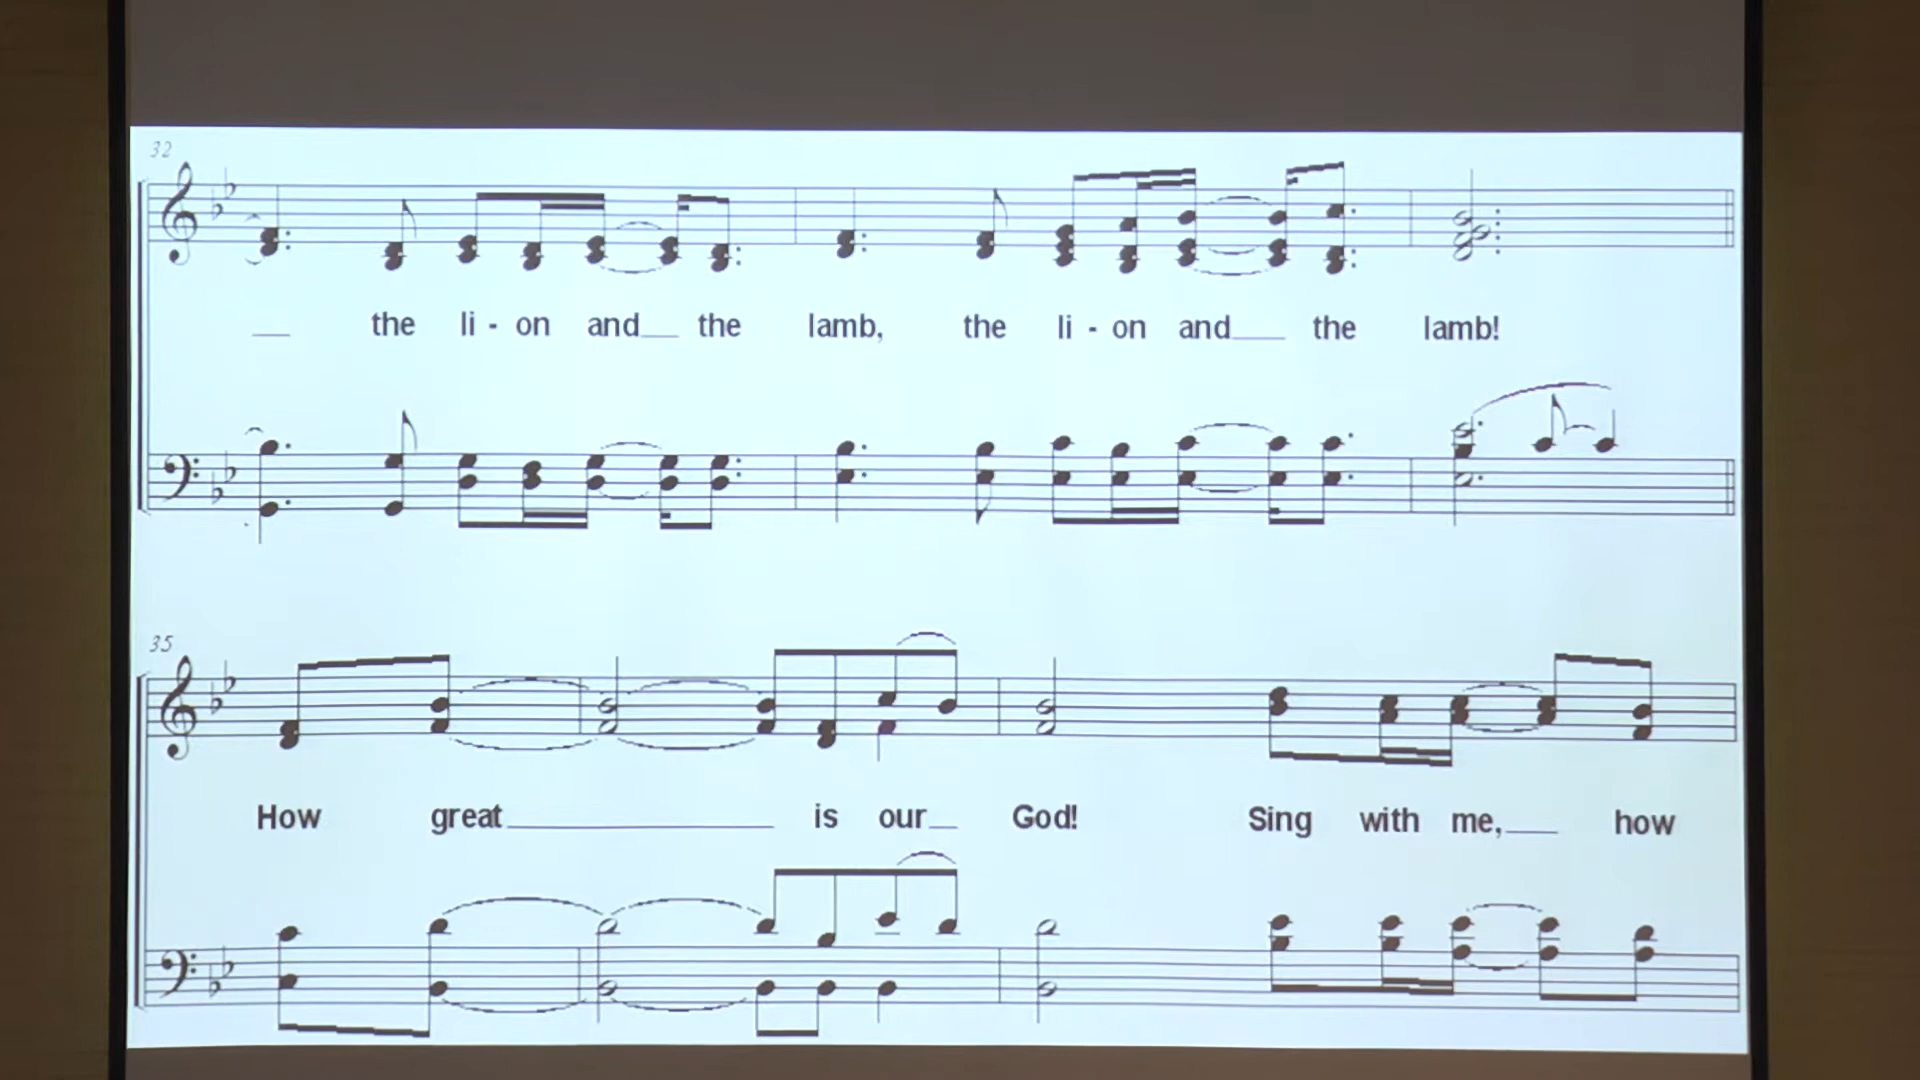 32
the li - on and the lamb, the li - on and the lamb!
35
How great is our God! Sing with me, how